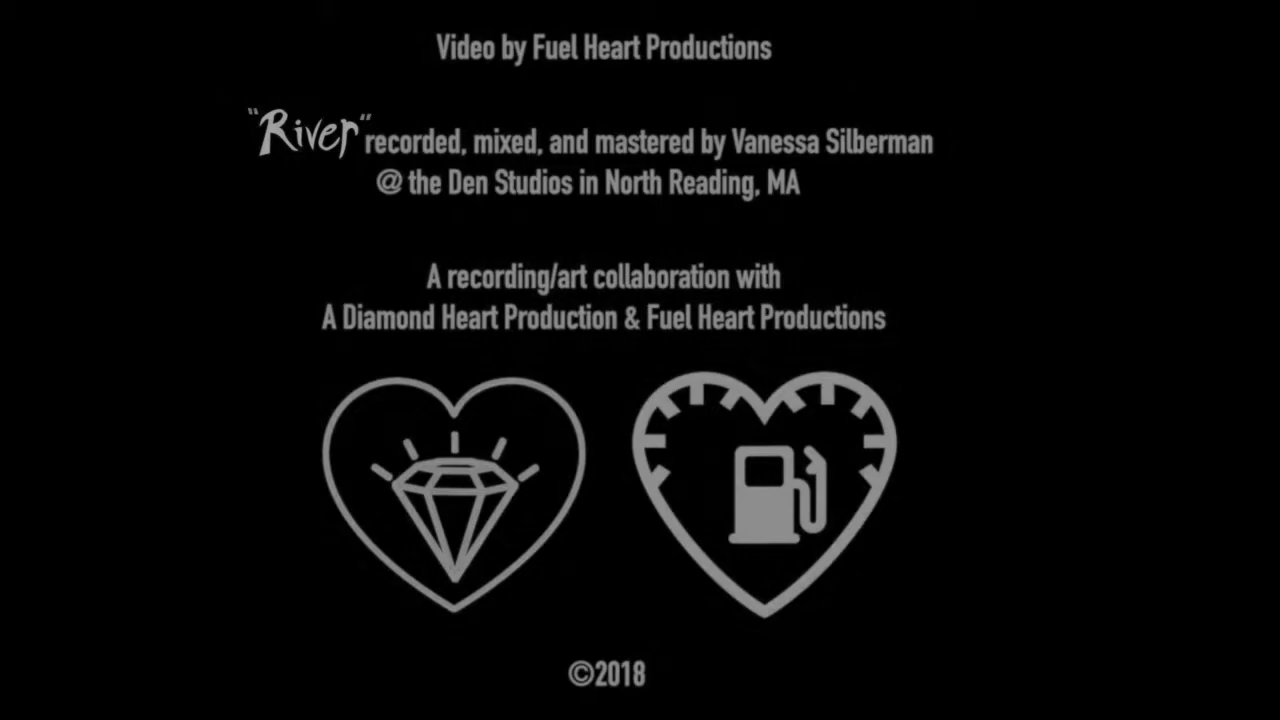 Video by Fuel Heart Productions
"River" recorded, mixed, and mastered by Vanessa Silberman
@ the Den Studios in North Reading, MA
A recording/art collaboration with
A Diamond Heart Production & Fuel Heart Productions
©2018